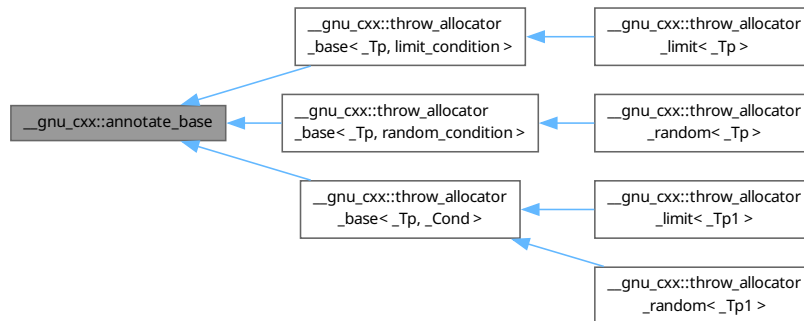 __gnu_cxx::throw_allocator
_base< _Tp, limit_condition >
__gnu_cxx::throw_allocator
_limit< _Tp >
__gnu_cxx::annotate_base
__gnu_cxx::throw_allocator
_base< _Tp, random_condition >
__gnu_cxx::throw_allocator
_random< _Tp >
__gnu_cxx::throw_allocator
_base< _Tp, _Cond >
__gnu_cxx::throw_allocator
_limit< _Tp1 >
__gnu_cxx::throw_allocator
_random< _Tp1 >